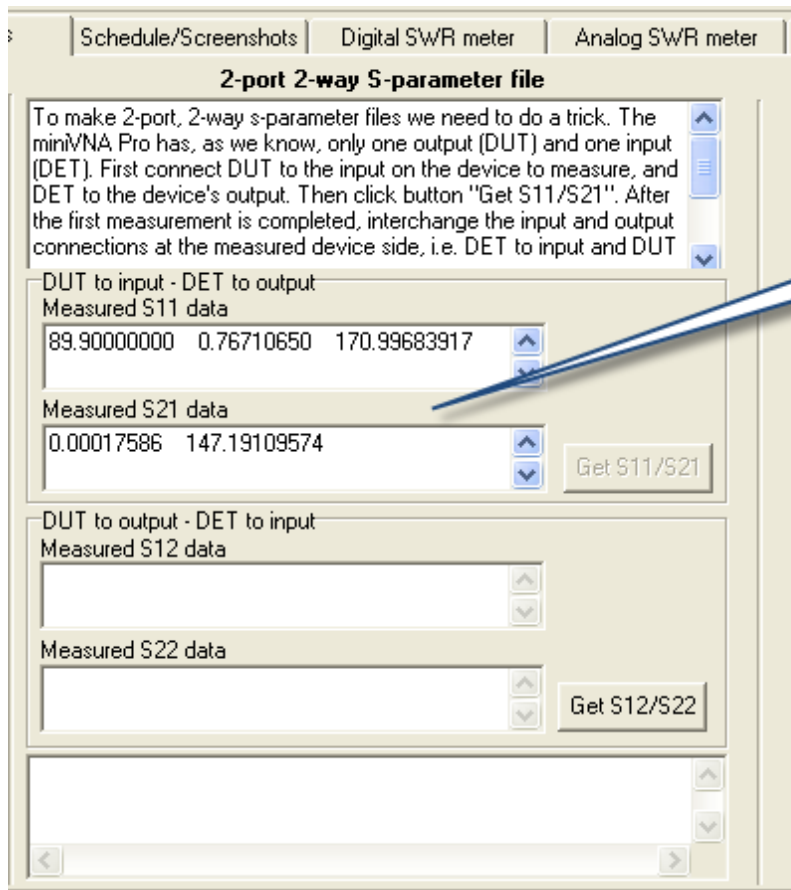 s
Schedule/Screenshots
Digital SWR meter
Analog SWR meter
2-port 2-way S-parameter file
To make 2-port, 2-way s-parameter files we need to do a trick. The
miniVNA Pro has, as we know, only one output (DUT) and one input
(DET). First connect DUT to the input on the device to measure, and
DET to the device's output. Then click button "Get S11/S21". After
the first measurement is completed, interchange the input and output
connections at the measured device side, i.e. DET to input and DUT
DUT to input - DET to output
Measured S11 data
89.90000000 0.76710650 170.99683917
Measured S21 data
0.00017586 147.19109574
Get S11/S21
DUT to output - DET to input
Measured S12 data
Measured S22 data
Get S12/S22